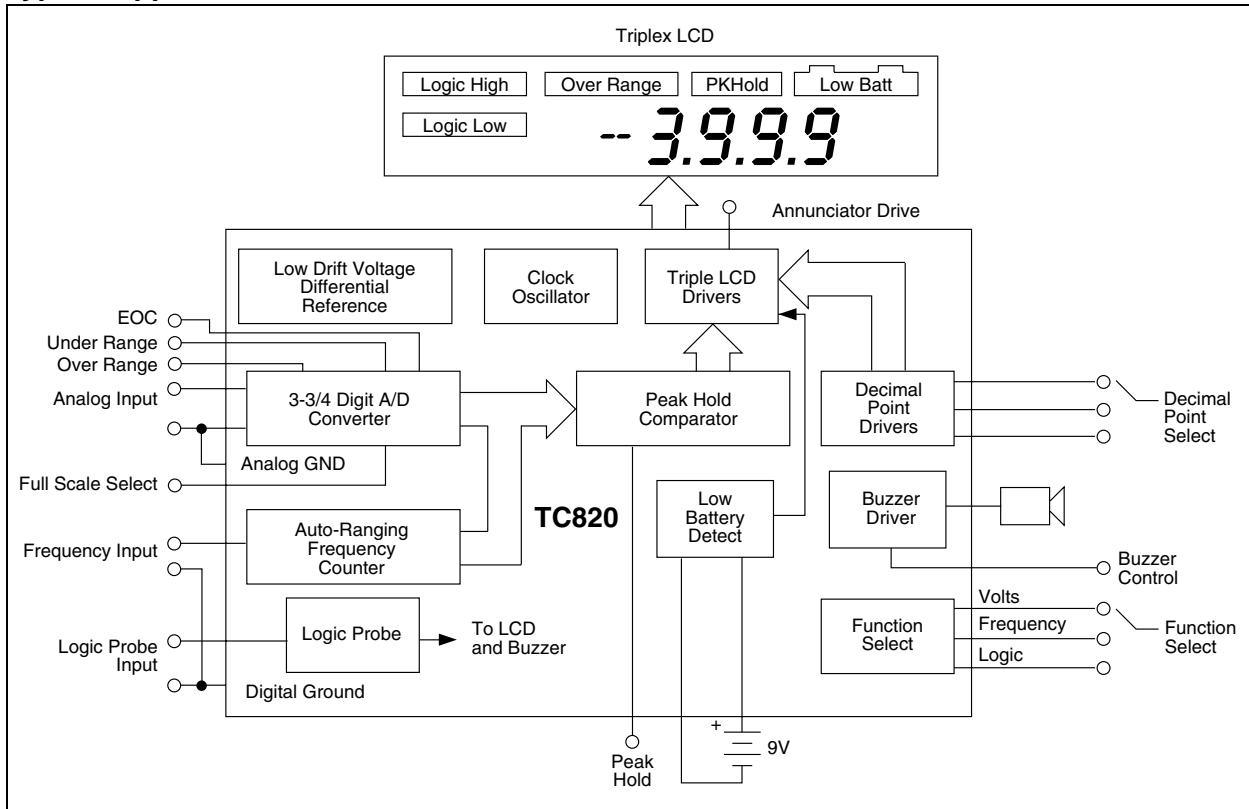 Triplex LCD
Logic High
Over Range
PKHold
Low Batt
Logic Low
--3.9.9.9
Annunciator Drive
Low Drift Voltage
Differential
Reference
Clock
Oscillator
Triple LCD
Drivers
EOC
Under Range
Over Range
Analog Input
3-3/4 Digit A/D
Converter
Peak Hold
Comparator
Decimal
Point
Drivers
Decimal
Point
Select
Analog GND
Full Scale Select
TC820
Low
Battery
Detect
Buzzer
Driver
Frequency Input
Auto-Ranging
Frequency
Counter
Buzzer
Control
Logic Probe
Input
Logic Probe
To LCD
and Buzzer
Function
Select
Volts
Frequency
Logic
Function
Select
Digital Ground
+
9V
Peak
Hold